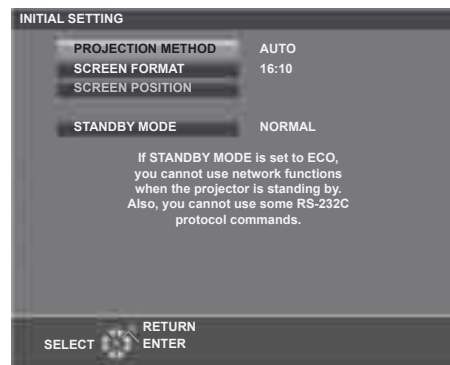 INITIAL SETTING
PROJECTION METHOD AUTO
SCREEN FORMAT 16:10
SCREEN POSITION
STANDBY MODE NORMAL
If STANDBY MODE is set to ECO,
you cannot use network functions
when the projector is standing by.
Also, you cannot use some RS-232C
protocol commands.
RETURN
SELECT ENTER